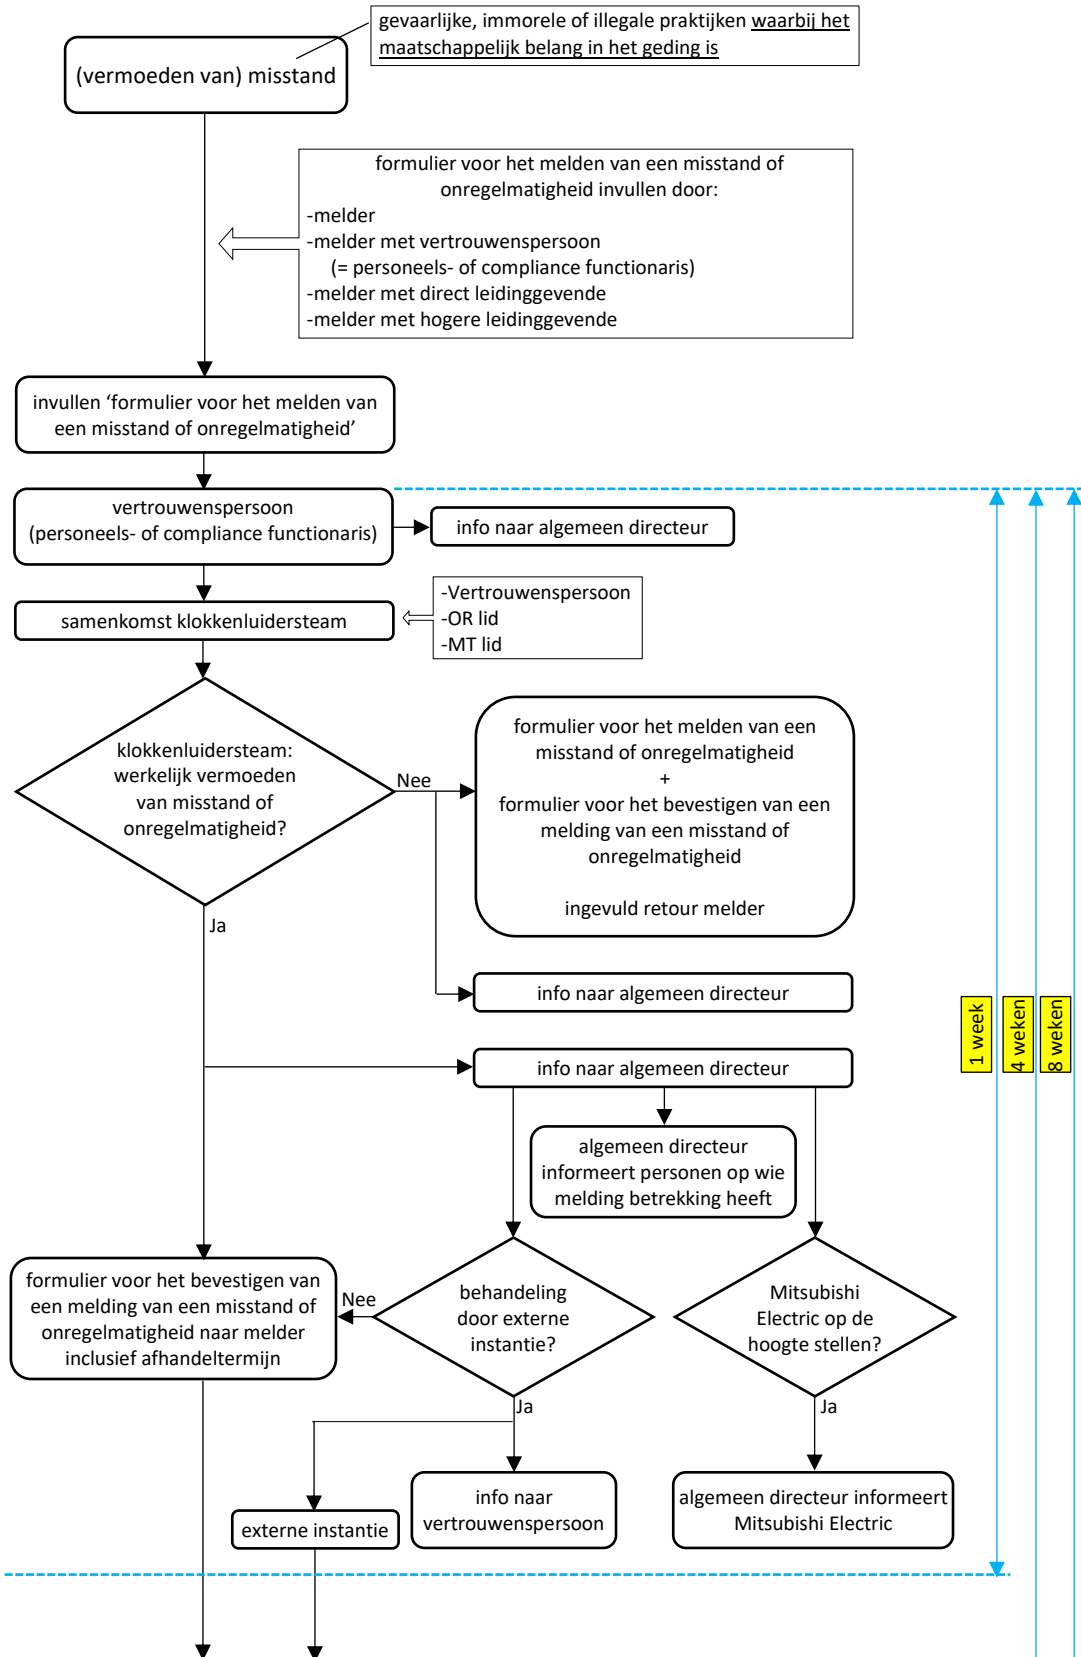 gevaarlijke, immorele of illegale praktijken waarbij het
maatschappelijk belang in het geding is
(vermoeden van) misstand
formulier voor het melden van een misstand of
onregelmatigheid invullen door:
-melder
-melder met vertrouwenspersoon
(= personeels- of compliance functionaris)
-melder met direct leidinggevende
-melder met hogere leidinggevende
invullen ‘formulier voor het melden van
een misstand of onregelmatigheid’
vertrouwenspersoon
(personeels- of compliance functionaris)
info naar algemeen directeur
samenkomst klokkenluidersteam
-Vertrouwenspersoon
-OR lid
-MT lid
klokkenluidersteam:
werkelijk vermoeden
van misstand of
onregelmatigheid?
Nee
formulier voor het melden van een
misstand of onregelmatigheid
+
formulier voor het bevestigen van een
melding van een misstand of
onregelmatigheid
ingevuld retour melder
Ja
info naar algemeen directeur
1 week
4 weken
8 weken
info naar algemeen directeur
algemeen directeur
informeert personen op wie
melding betrekking heeft
formulier voor het bevestigen van
een melding van een misstand of
onregelmatigheid naar melder
inclusief afhandeltermijn
Nee
behandeling
door externe
instantie?
Mitsubishi
Electric op de
hoogte stellen?
Ja
Ja
externe instantie
info naar
vertrouwenspersoon
algemeen directeur informeert
Mitsubishi Electric